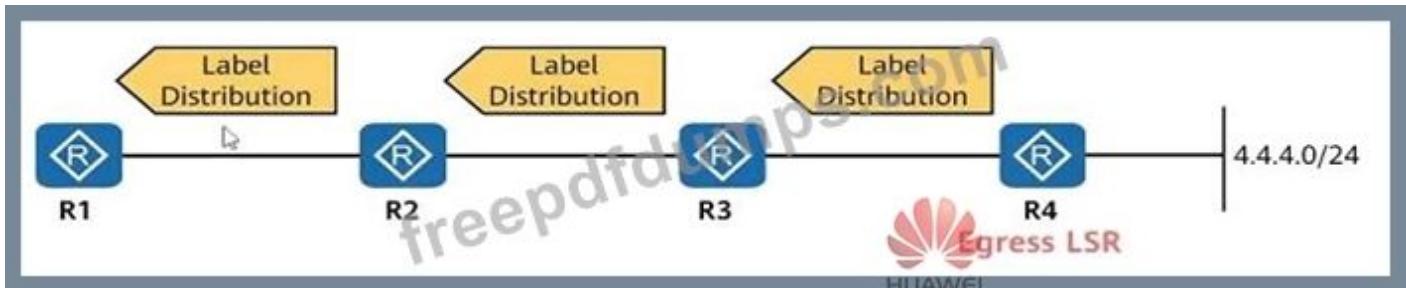 Label
Distribution
Label
Distribution
Label
Distribution
R
R
R
R
4.4.4.0/24
R1
R2
R3
R4
Egress LSR
HUAWEI
freepdfdumps.com